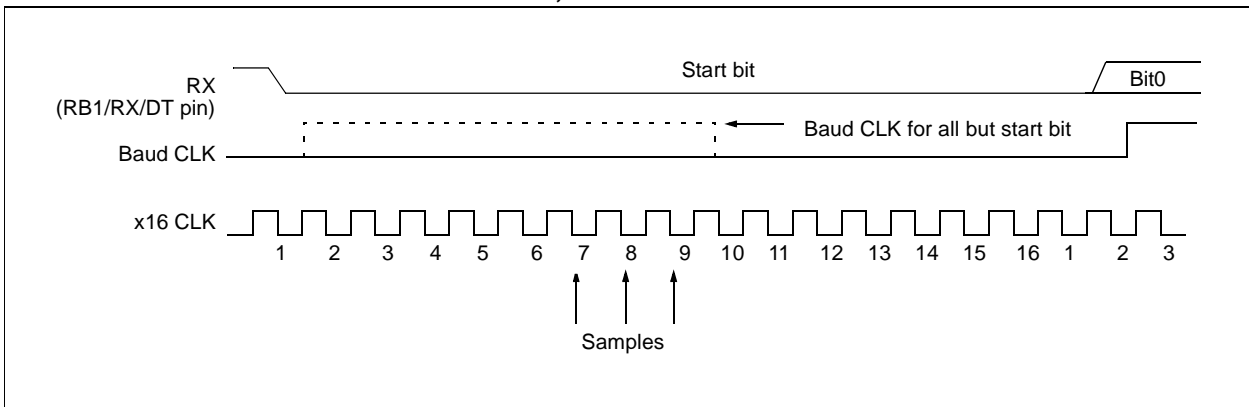 RX
(RB1/RX/DT pin)
Start bit
Bit0
Baud CLK for all but start bit
Baud CLK
x16 CLK
1 2 3 4 5 6 7 8 9 10 11 12 13 14 15 16 1 2 3
Samples